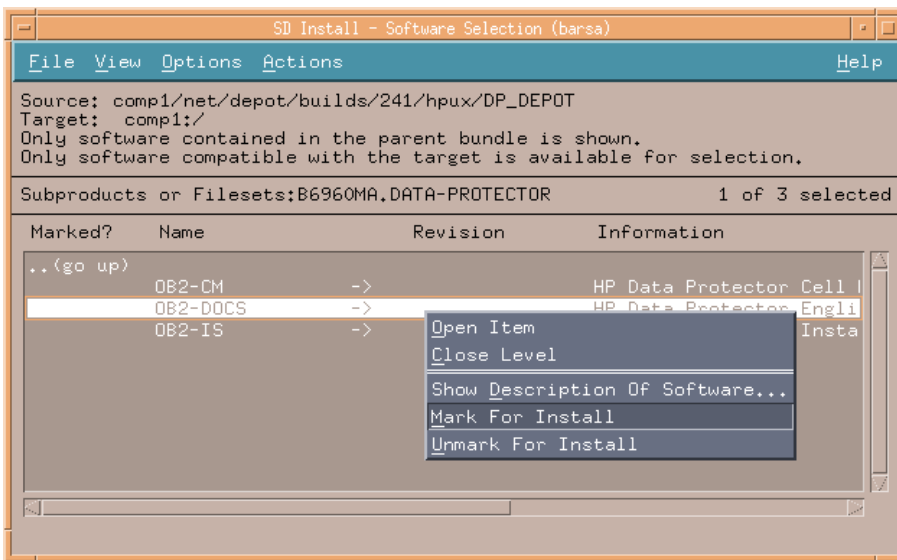 SD Install - Software Selection (barsa)
File View Options Actions Help
Source: comp1/net/depot/builds/241/hpux/DP_DEPOT
Target: comp1:/
Only software contained in the parent bundle is shown.
Only software compatible with the target is available for selection.
Subproducts or Filesets:B6960MA.DATA-PROTECTOR 1 of 3 selected
Marked? Name Revision Information
..(go up)
OB2-CM -> HP Data Protector Cell
OB2-DOCS -> HP Data Protector Engli
OB2-IS -> Insta
Open Item
Close Level
Show Description Of Software...
Mark For Install
Unmark For Install